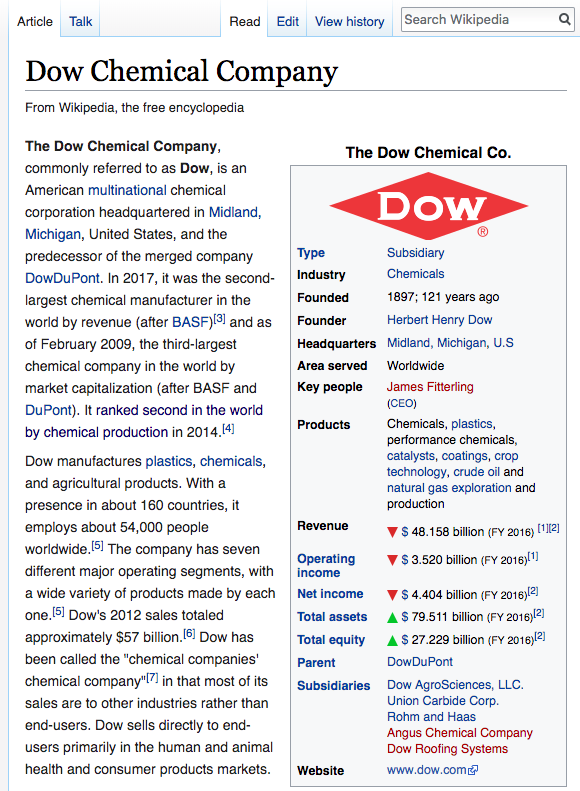 Article Talk Read Edit View history Search Wikipedia
Dow Chemical Company
From Wikipedia, the free encyclopedia
The Dow Chemical Company,
commonly referred to as Dow, is an
American multinational chemical
corporation headquartered in Midland,
Michigan, United States, and the
predecessor of the merged company
DowDuPont. In 2017, it was the second-
largest chemical manufacturer in the
world by revenue (after BASF)[3] and as
of February 2009, the third-largest
chemical company in the world by
market capitalization (after BASF and
DuPont). It ranked second in the world
by chemical production in 2014.[4]
Dow manufactures plastics, chemicals,
and agricultural products. With a
presence in about 160 countries, it
employs about 54,000 people
worldwide.[5] The company has seven
different major operating segments, with
a wide variety of products made by each
one.[5] Dow's 2012 sales totaled
approximately $57 billion.[6] Dow has
been called the "chemical companies'
chemical company"[7] in that most of its
sales are to other industries rather than
end-users. Dow sells directly to end-
users primarily in the human and animal
health and consumer products markets.
The Dow Chemical Co.
Dow ®
Type Subsidiary
Industry Chemicals
Founded 1897; 121 years ago
Founder Herbert Henry Dow
Headquarters Midland, Michigan, U.S
Area served Worldwide
Key people James Fitterling
(CEO)
Products Chemicals, plastics,
performance chemicals,
catalysts, coatings, crop
technology, crude oil and
natural gas exploration and
production
Revenue ▼ $ 48.158 billion (FY 2016) [1][2]
Operating
income ▼ $ 3.520 billion (FY 2016)[1]
Net income ▼ $ 4.404 billion (FY 2016)[2]
Total assets ▲ $ 79.511 billion (FY 2016)[2]
Total equity ▲ $ 27.229 billion (FY 2016)[2]
Parent DowDuPont
Subsidiaries Dow AgroSciences, LLC.
Union Carbide Corp.
Rohm and Haas
Angus Chemical Company
Dow Roofing Systems
Website www.dow.com